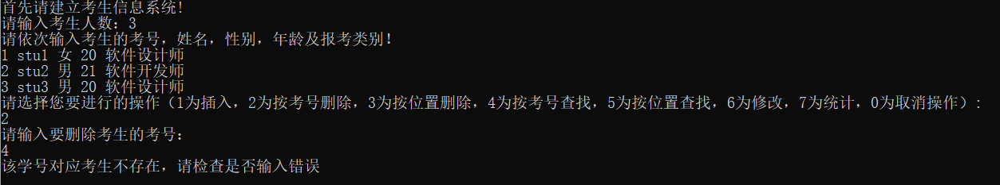 首先请建立考生信息系统!
请输入考生人数：3
请依次输入考生的考号，姓名，性别，年龄及报考类别!
1 stu1 女 20 软件设计师
2 stu2 男 21 软件开发师
3 stu3 男 20 软件设计师
请选择您要进行的操作（1为插入，2为按考号删除，3为按位置删除，4为按考号查找，5为按位置查找，6为修改，7为统计，0为取消操作）:
2
请输入要删除考生的考号：
4
该学号对应考生不存在，请检查是否输入错误